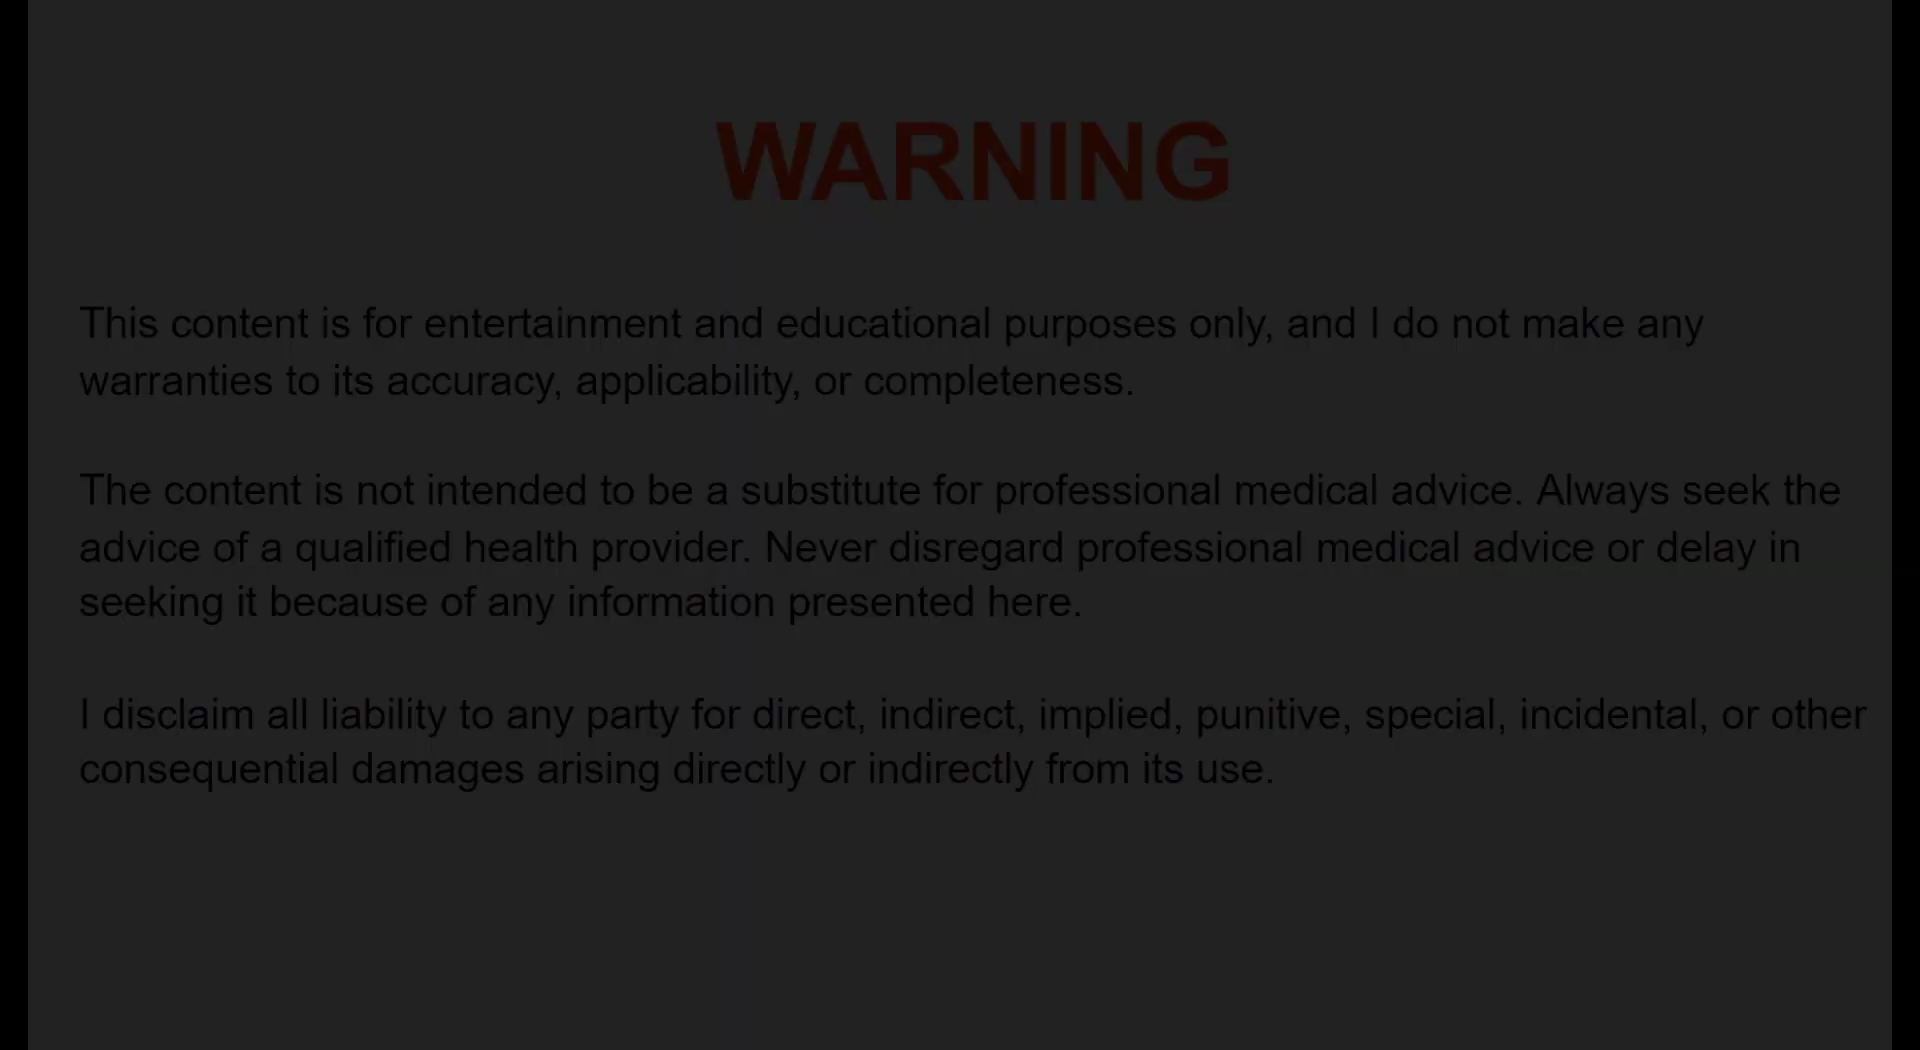 WARNING
This content is for entertainment and educational purposes only, and I do not make any
warranties to its accuracy, applicability, or completeness.
The content is not intended to be a substitute for professional medical advice. Always seek the
advice of a qualified health provider. Never disregard professional medical advice or delay in
seeking it because of any information presented here.
I disclaim all liability to any party for direct, indirect, implied, punitive, special, incidental, or other
consequential damages arising directly or indirectly from its use.